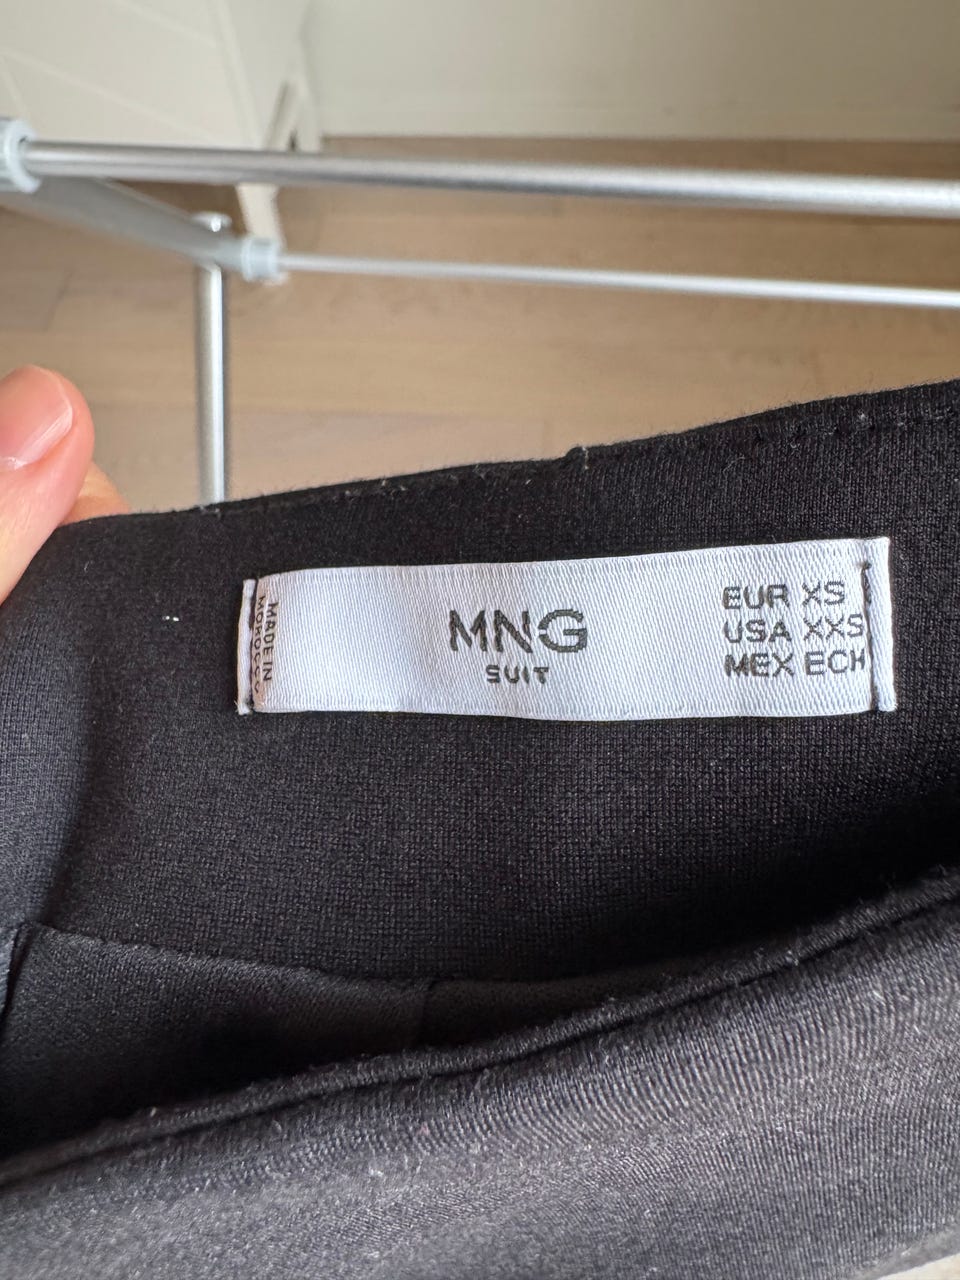 MADE IN
MOROCCO
MNG
SUIT
EUR XS
USA XXS
MEX ECH